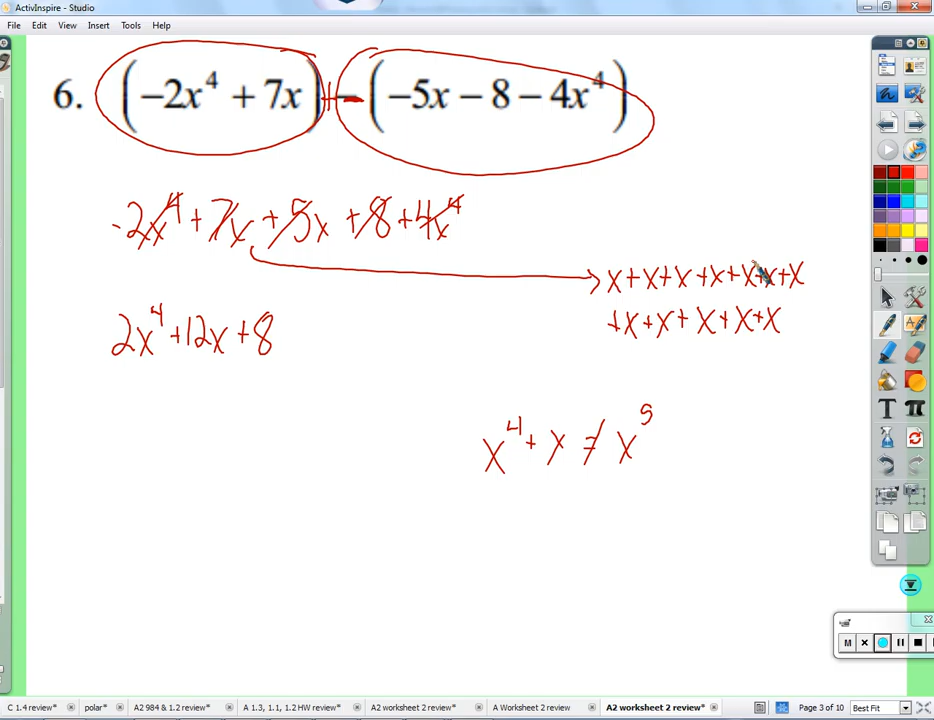 ActivInspire - Studio
File Edit View Insert Tools Help
6. (−2x⁴ + 7x) + − (−5x − 8 − 4x⁴)
-2x⁴ + 7x + 5x + 8 + 4x⁴
x + x + x + x + x + x + x
+ x + x + x + x + x
2x⁴ + 12x + 8
x⁴ + x ≠ x⁵
T π
M
C 1.4 review* polar* A2 984 & 1.2 review* A 1.3, 1.1, 1.2 HW review* A2 worksheet 2 review* A Worksheet 2 review A2 worksheet 2 review* Page 3 of 10 Best Fit